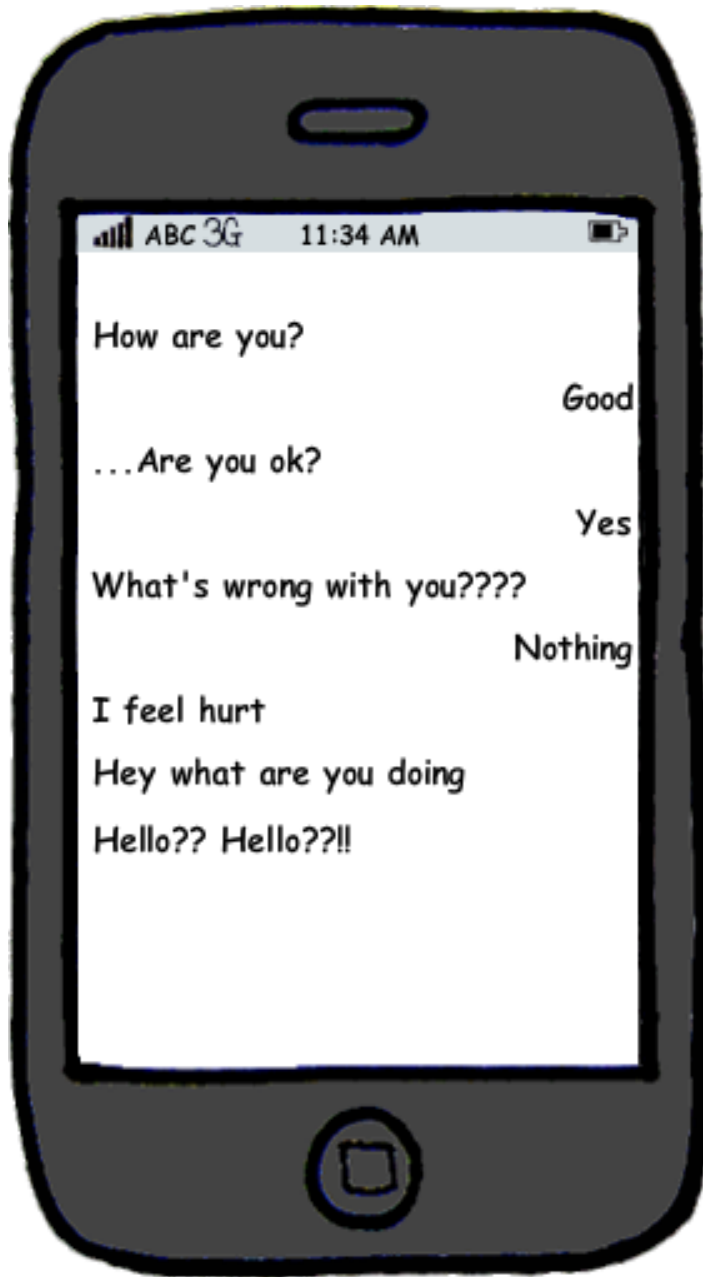 ABC 3G 11:34 AM
How are you?
Good
...Are you ok?
Yes
What's wrong with you????
Nothing
I feel hurt
Hey what are you doing
Hello?? Hello??!!